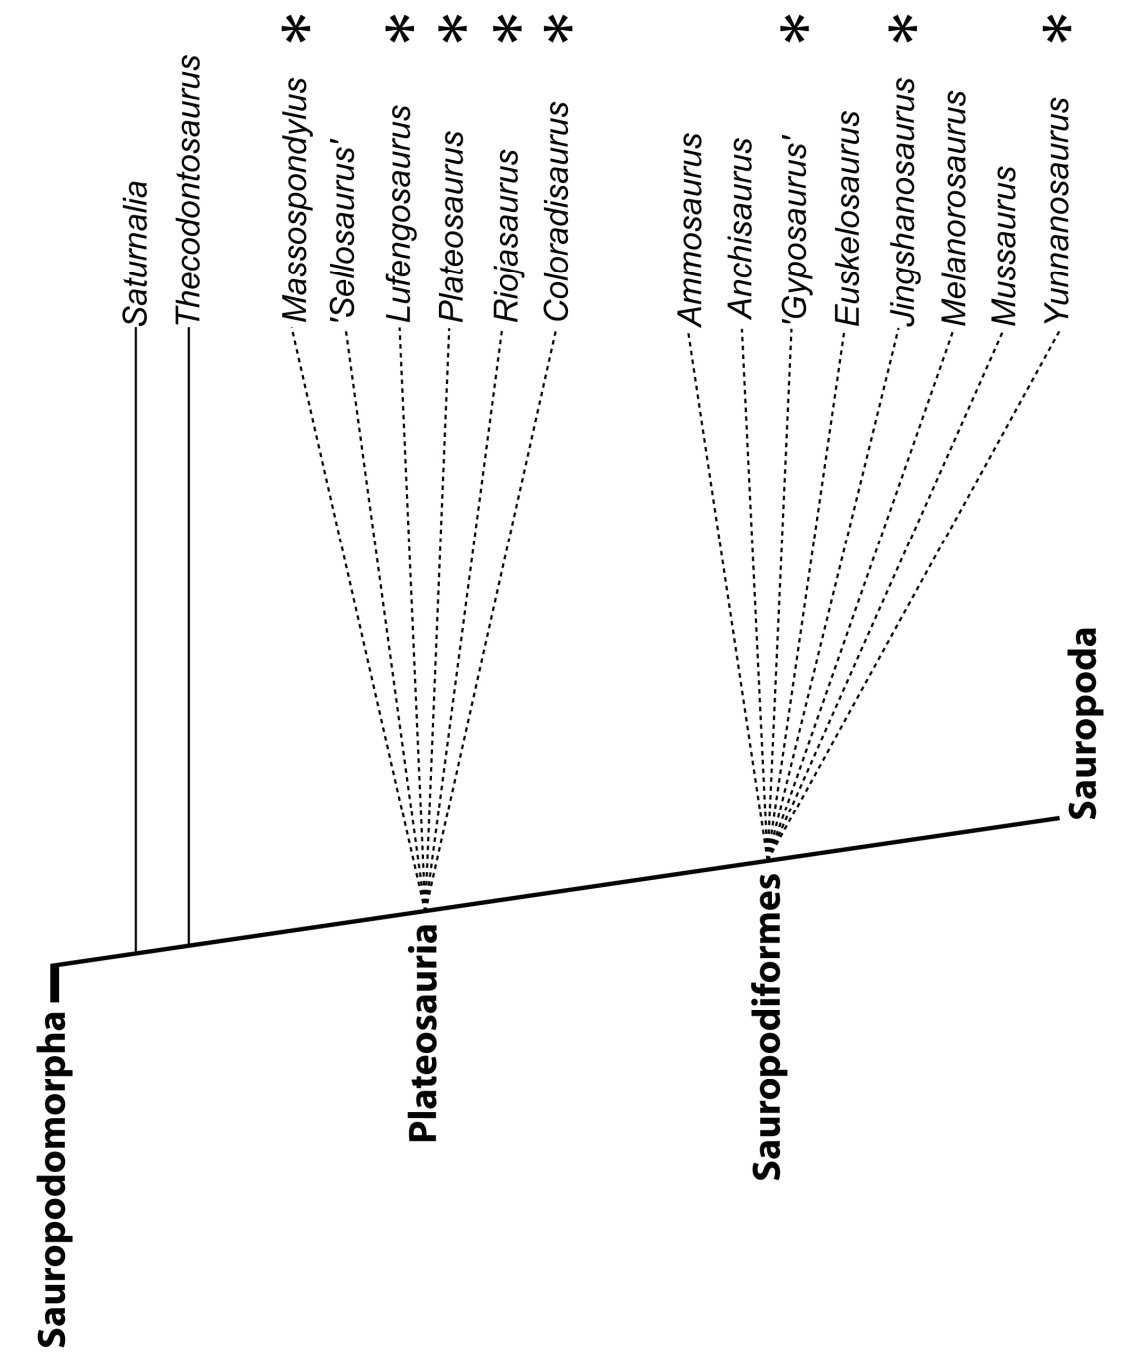 Sauropodomorpha
Saturnalia
Thecodontosaurus
Massospondylus *
'Sellosaurus'
Lufengosaurus *
Plateosaurus *
Riojasaurus *
Coloradisaurus *
Plateosauria
Ammosaurus
Anchisaurus
'Gyposaurus' *
Euskelosaurus
Jingshanosaurus *
Melanorosaurus
Mussaurus
Yunnanosaurus *
Sauropodiformes
Sauropoda